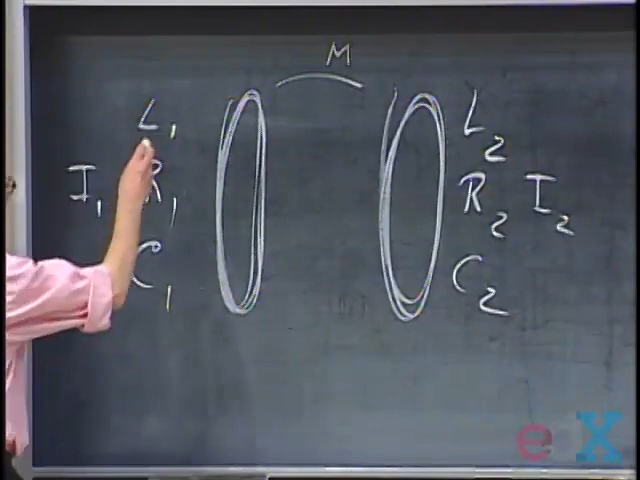 M
L₁ L₂
I₁ R₁ R₂ I₂
C₁ C₂
eX